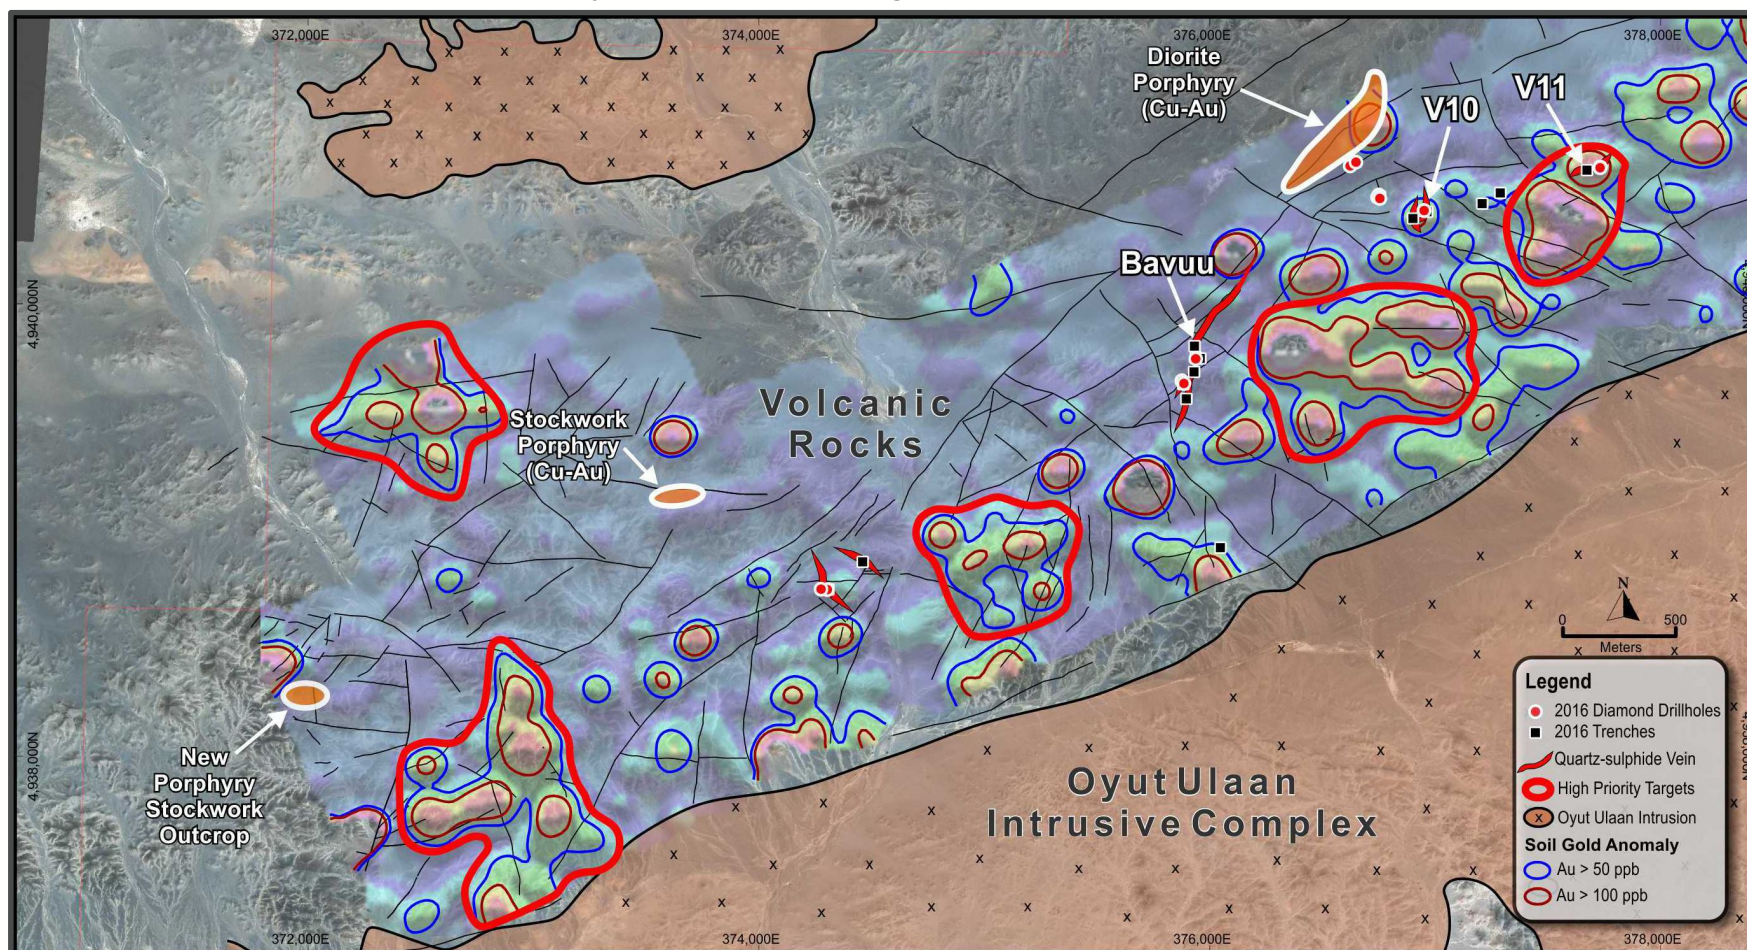 372,000E
374,000E
376,000E
378,000E
Diorite
Porphyry
(Cu-Au)
V10
V11
Bavuu
4,940,000N
Volcanic
Rocks
Stockwork
Porphyry
(Cu-Au)
New
Porphyry
Stockwork
Outcrop
4,938,000N
Oyut Ulaan
Intrusive Complex
N
0
500
Meters
Legend
2016 Diamond Drillholes
2016 Trenches
Quartz-sulphide Vein
High Priority Targets
x
Oyut Ulaan Intrusion
Soil Gold Anomaly
Au > 50 ppb
Au > 100 ppb
372,000E
374,000E
376,000E
378,000E